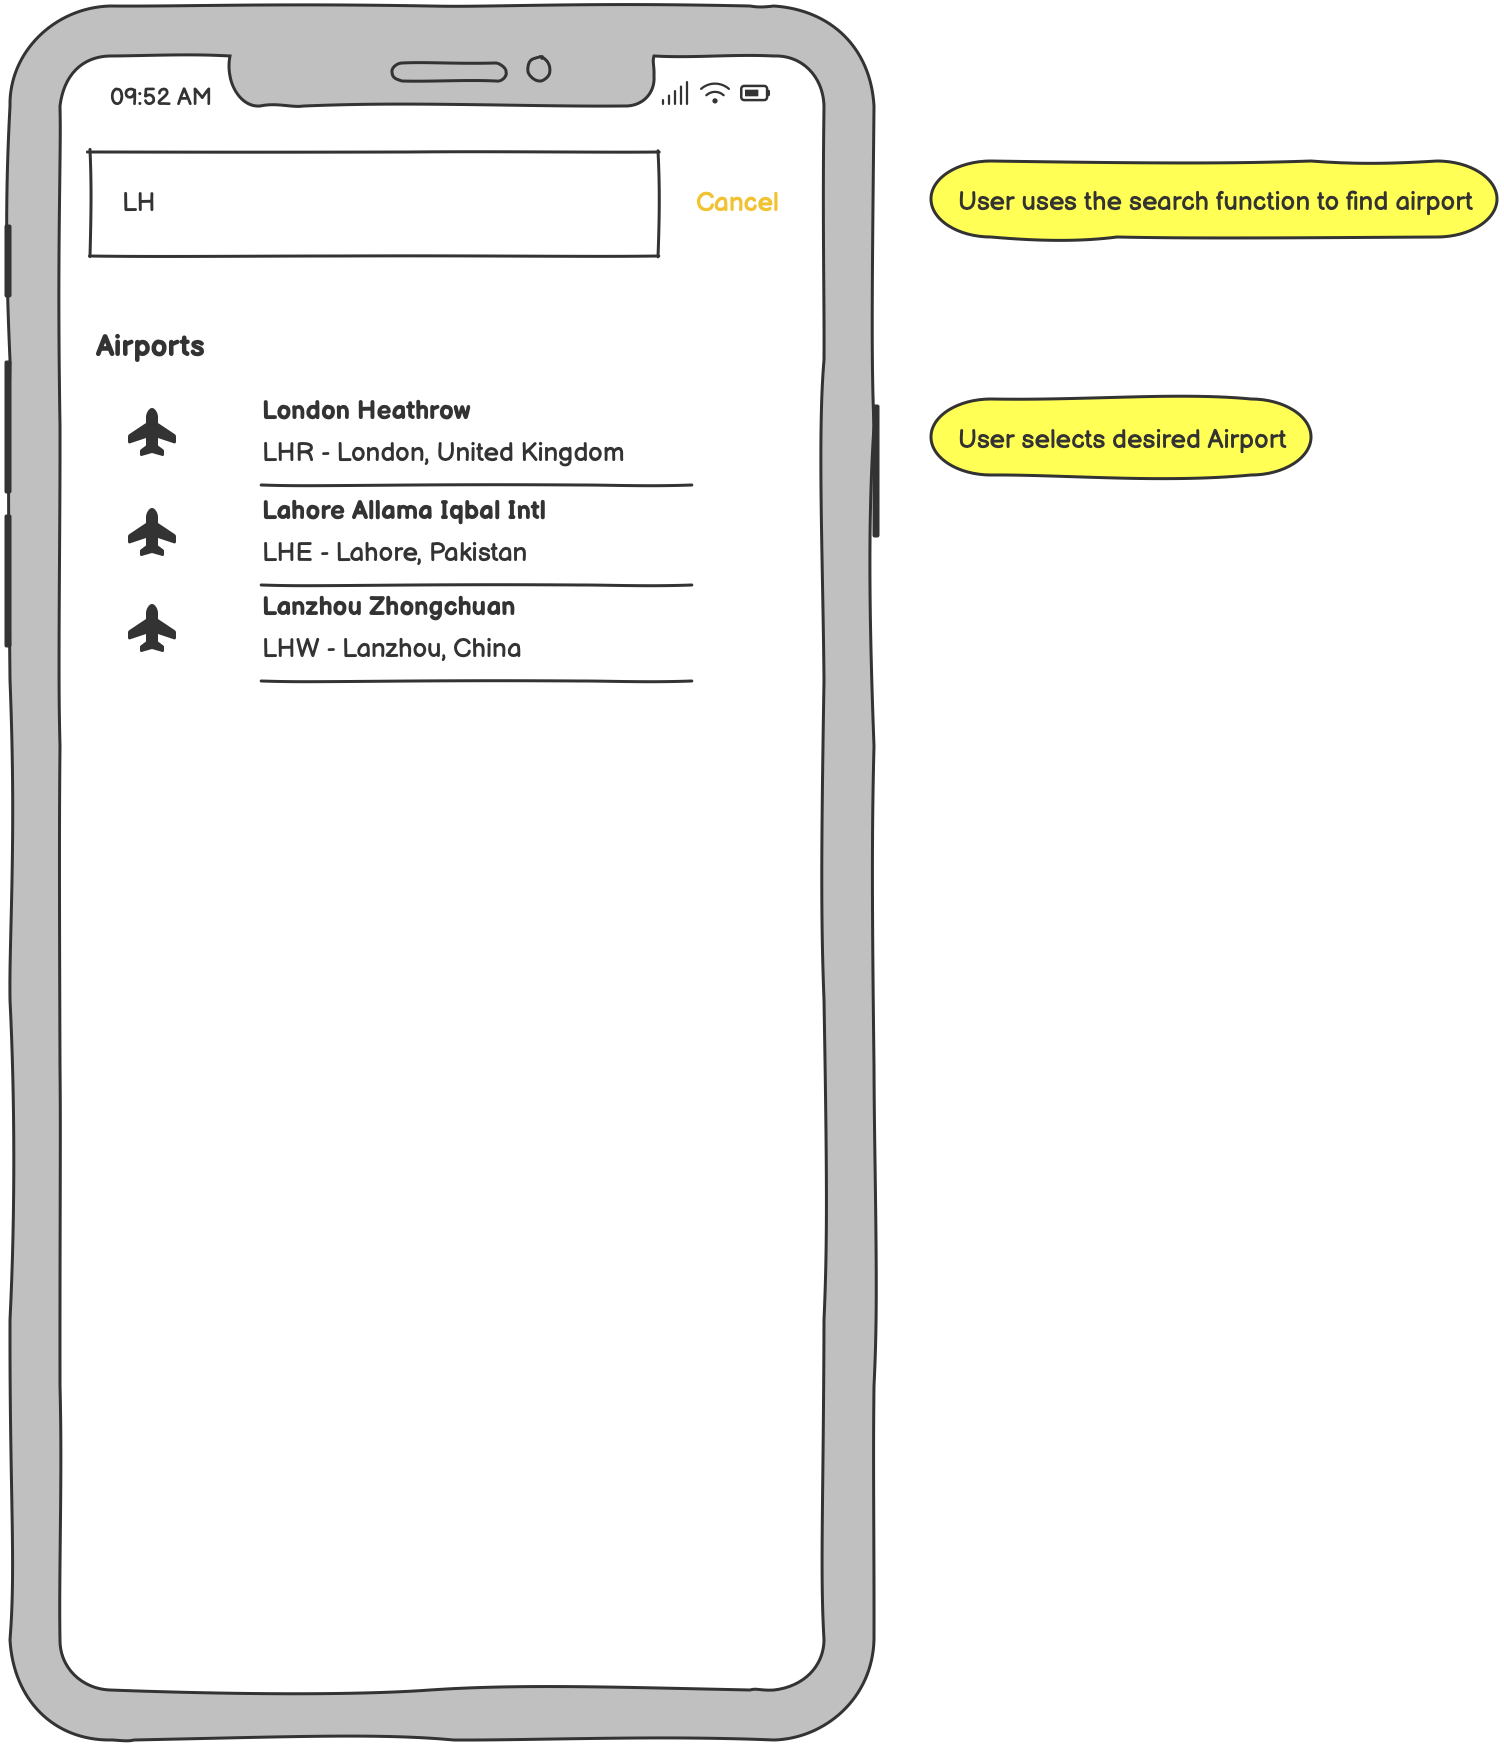 09:52 AM
LH
Cancel
User uses the search function to find airport
Airports
London Heathrow
LHR - London, United Kingdom
User selects desired Airport
Lahore Allama Iqbal Intl
LHE - Lahore, Pakistan
Lanzhou Zhongchuan
LHW - Lanzhou, China